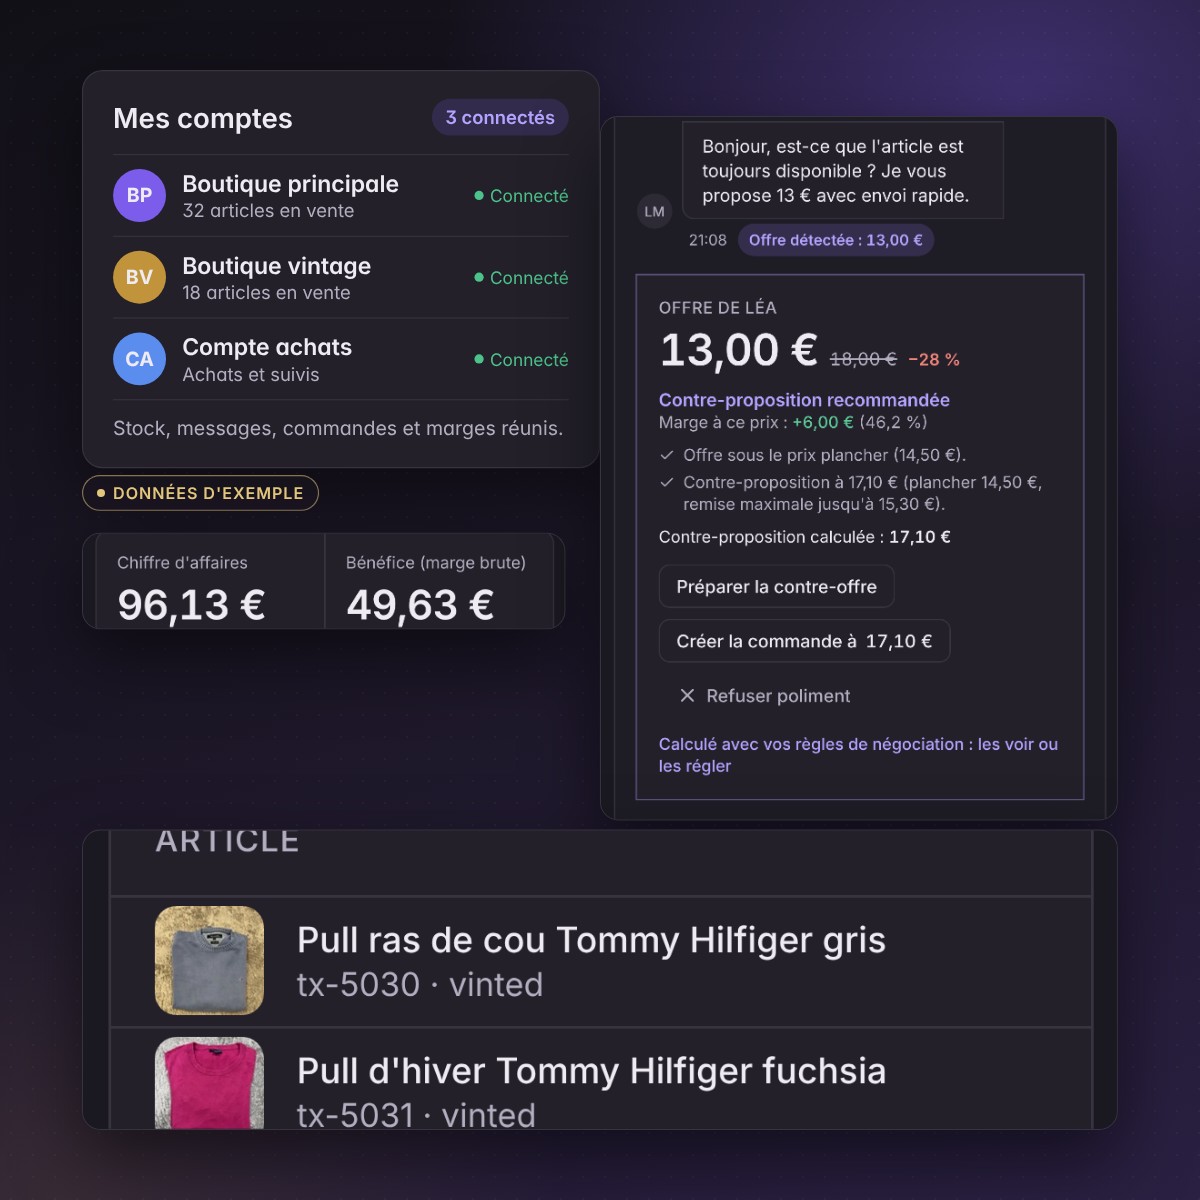 Mes comptes
3 connectés
BP
Boutique principale
32 articles en vente
Connecté
BV
Boutique vintage
18 articles en vente
Connecté
CA
Compte achats
Achats et suivis
Connecté
Stock, messages, commandes et marges réunis.
DONNÉES D'EXEMPLE
Chiffre d'affaires
96,13 €
Bénéfice (marge brute)
49,63 €
Bonjour, est-ce que l'article est
toujours disponible ? Je vous
propose 13 € avec envoi rapide.
LM
21:08
Offre détectée : 13,00 €
OFFRE DE LÉA
13,00 € 18,00 € −28 %
Contre-proposition recommandée
Marge à ce prix : +6,00 € (46,2 %)
Offre sous le prix plancher (14,50 €).
Contre-proposition à 17,10 € (plancher 14,50 €,
remise maximale jusqu'à 15,30 €).
Contre-proposition calculée : 17,10 €
Préparer la contre-offre
Créer la commande à 17,10 €
Refuser poliment
Calculé avec vos règles de négociation : les voir ou
les régler
ARTICLE
Pull ras de cou Tommy Hilfiger gris
tx-5030 · vinted
Pull d'hiver Tommy Hilfiger fuchsia
tx-5031 · vinted